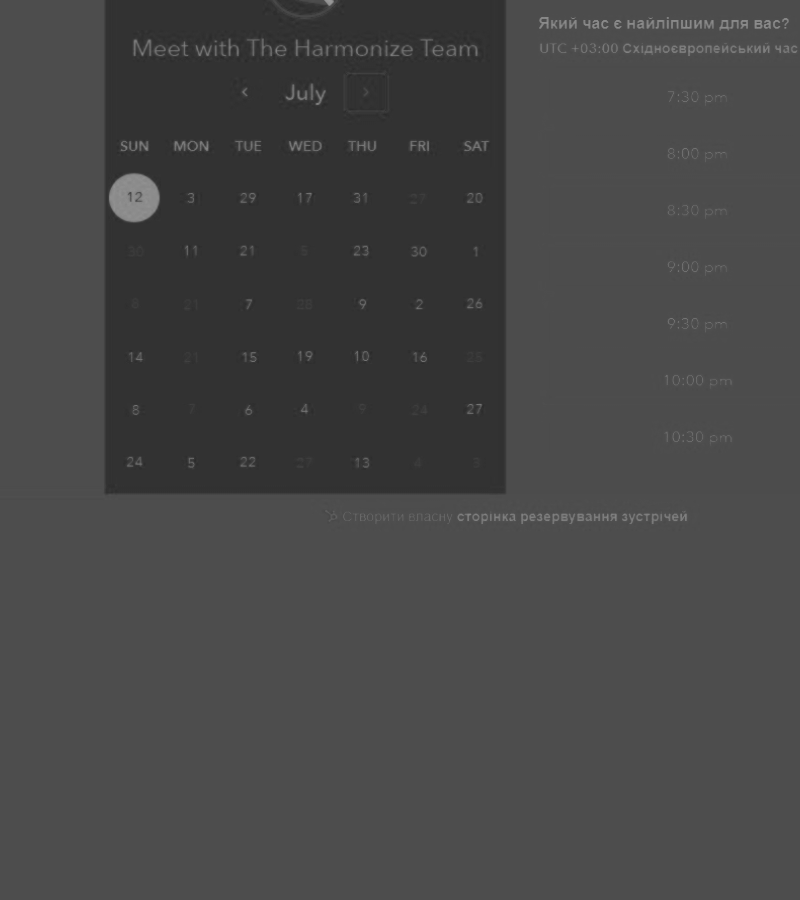 Meet with The Harmonize Team
July
SUN MON TUE WED THU FRI SAT
12 3 29 17 31 27 20
30 11 21 5 23 30 1
8 21 7 28 9 2 26
14 21 15 19 10 16 25
8 7 6 4 9 24 27
24 5 22 27 13 4 5
Який час є найліпшим для вас?
UTC +03:00 Східноєвропейський час
7:30 pm
8:00 pm
8:30 pm
9:00 pm
9:30 pm
10:00 pm
10:30 pm
Створити власну сторінка резервування зустрічей